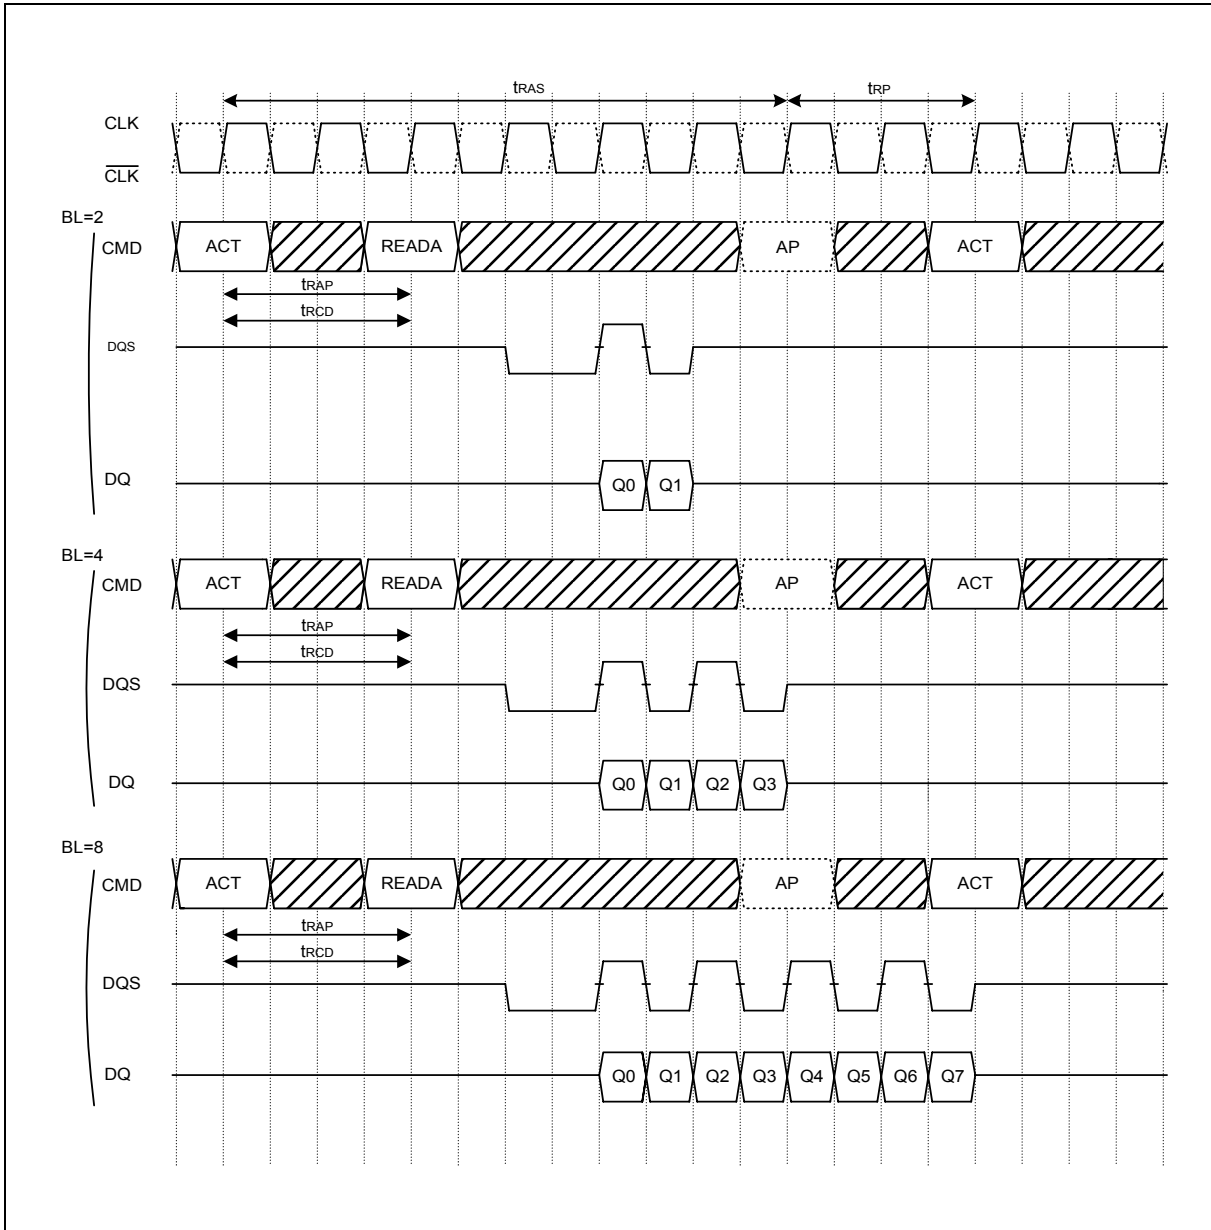 tRAS tRP
CLK
CLK
BL=2
CMD ACT READA AP ACT
tRAP
tRCD
DQS
DQ Q0 Q1
BL=4
CMD ACT READA AP ACT
tRAP
tRCD
DQS
DQ Q0 Q1 Q2 Q3
BL=8
CMD ACT READA AP ACT
tRAP
tRCD
DQS
DQ Q0 Q1 Q2 Q3 Q4 Q5 Q6 Q7